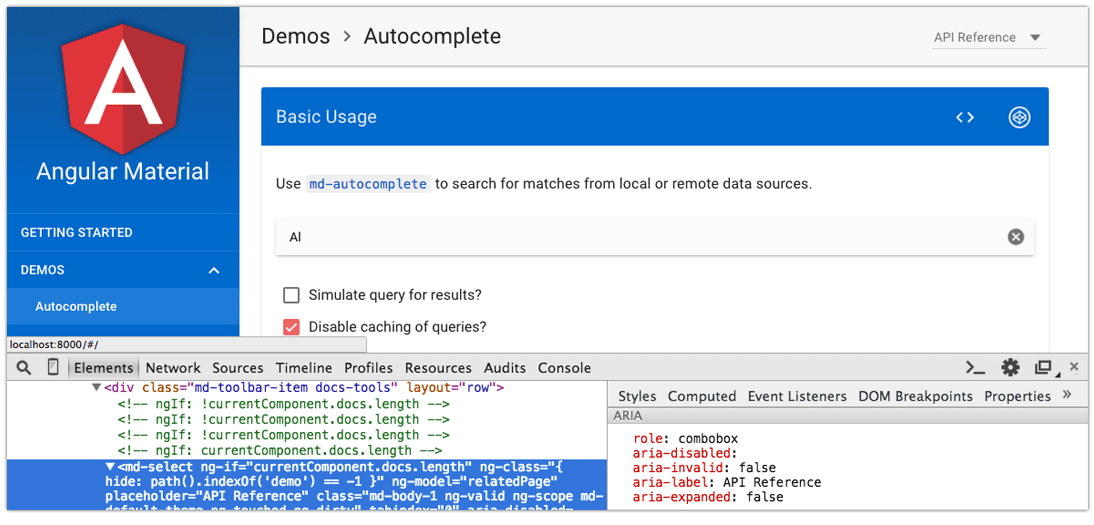 A
Angular Material
GETTING STARTED
DEMOS
Autocomplete
localhost:8000/#/
Demos > Autocomplete
API Reference
Basic Usage
< >
Use md-autocomplete to search for matches from local or remote data sources.
Al
Simulate query for results?
Disable caching of queries?
Elements Network Sources Timeline Profiles Resources Audits Console
▼<div class="md-toolbar-item docs-tools" layout="row">
<!-- ngIf: !currentComponent.docs.length -->
<!-- ngIf: !currentComponent.docs.length -->
<!-- ngIf: !currentComponent.docs.length -->
<!-- ngIf: currentComponent.docs.length -->
▼<md-select ng-if="currentComponent.docs.length" ng-class="{
hide: path().indexOf('demo') == -1 }" ng-model="relatedPage"
placeholder="API Reference" class="md-body-1 ng-valid ng-scope md-
default-theme ng-touched ng-dirty" tabindex="0" aria-disabled=
Styles Computed Event Listeners DOM Breakpoints Properties »
ARIA
role: combobox
aria-disabled:
aria-invalid: false
aria-label: API Reference
aria-expanded: false